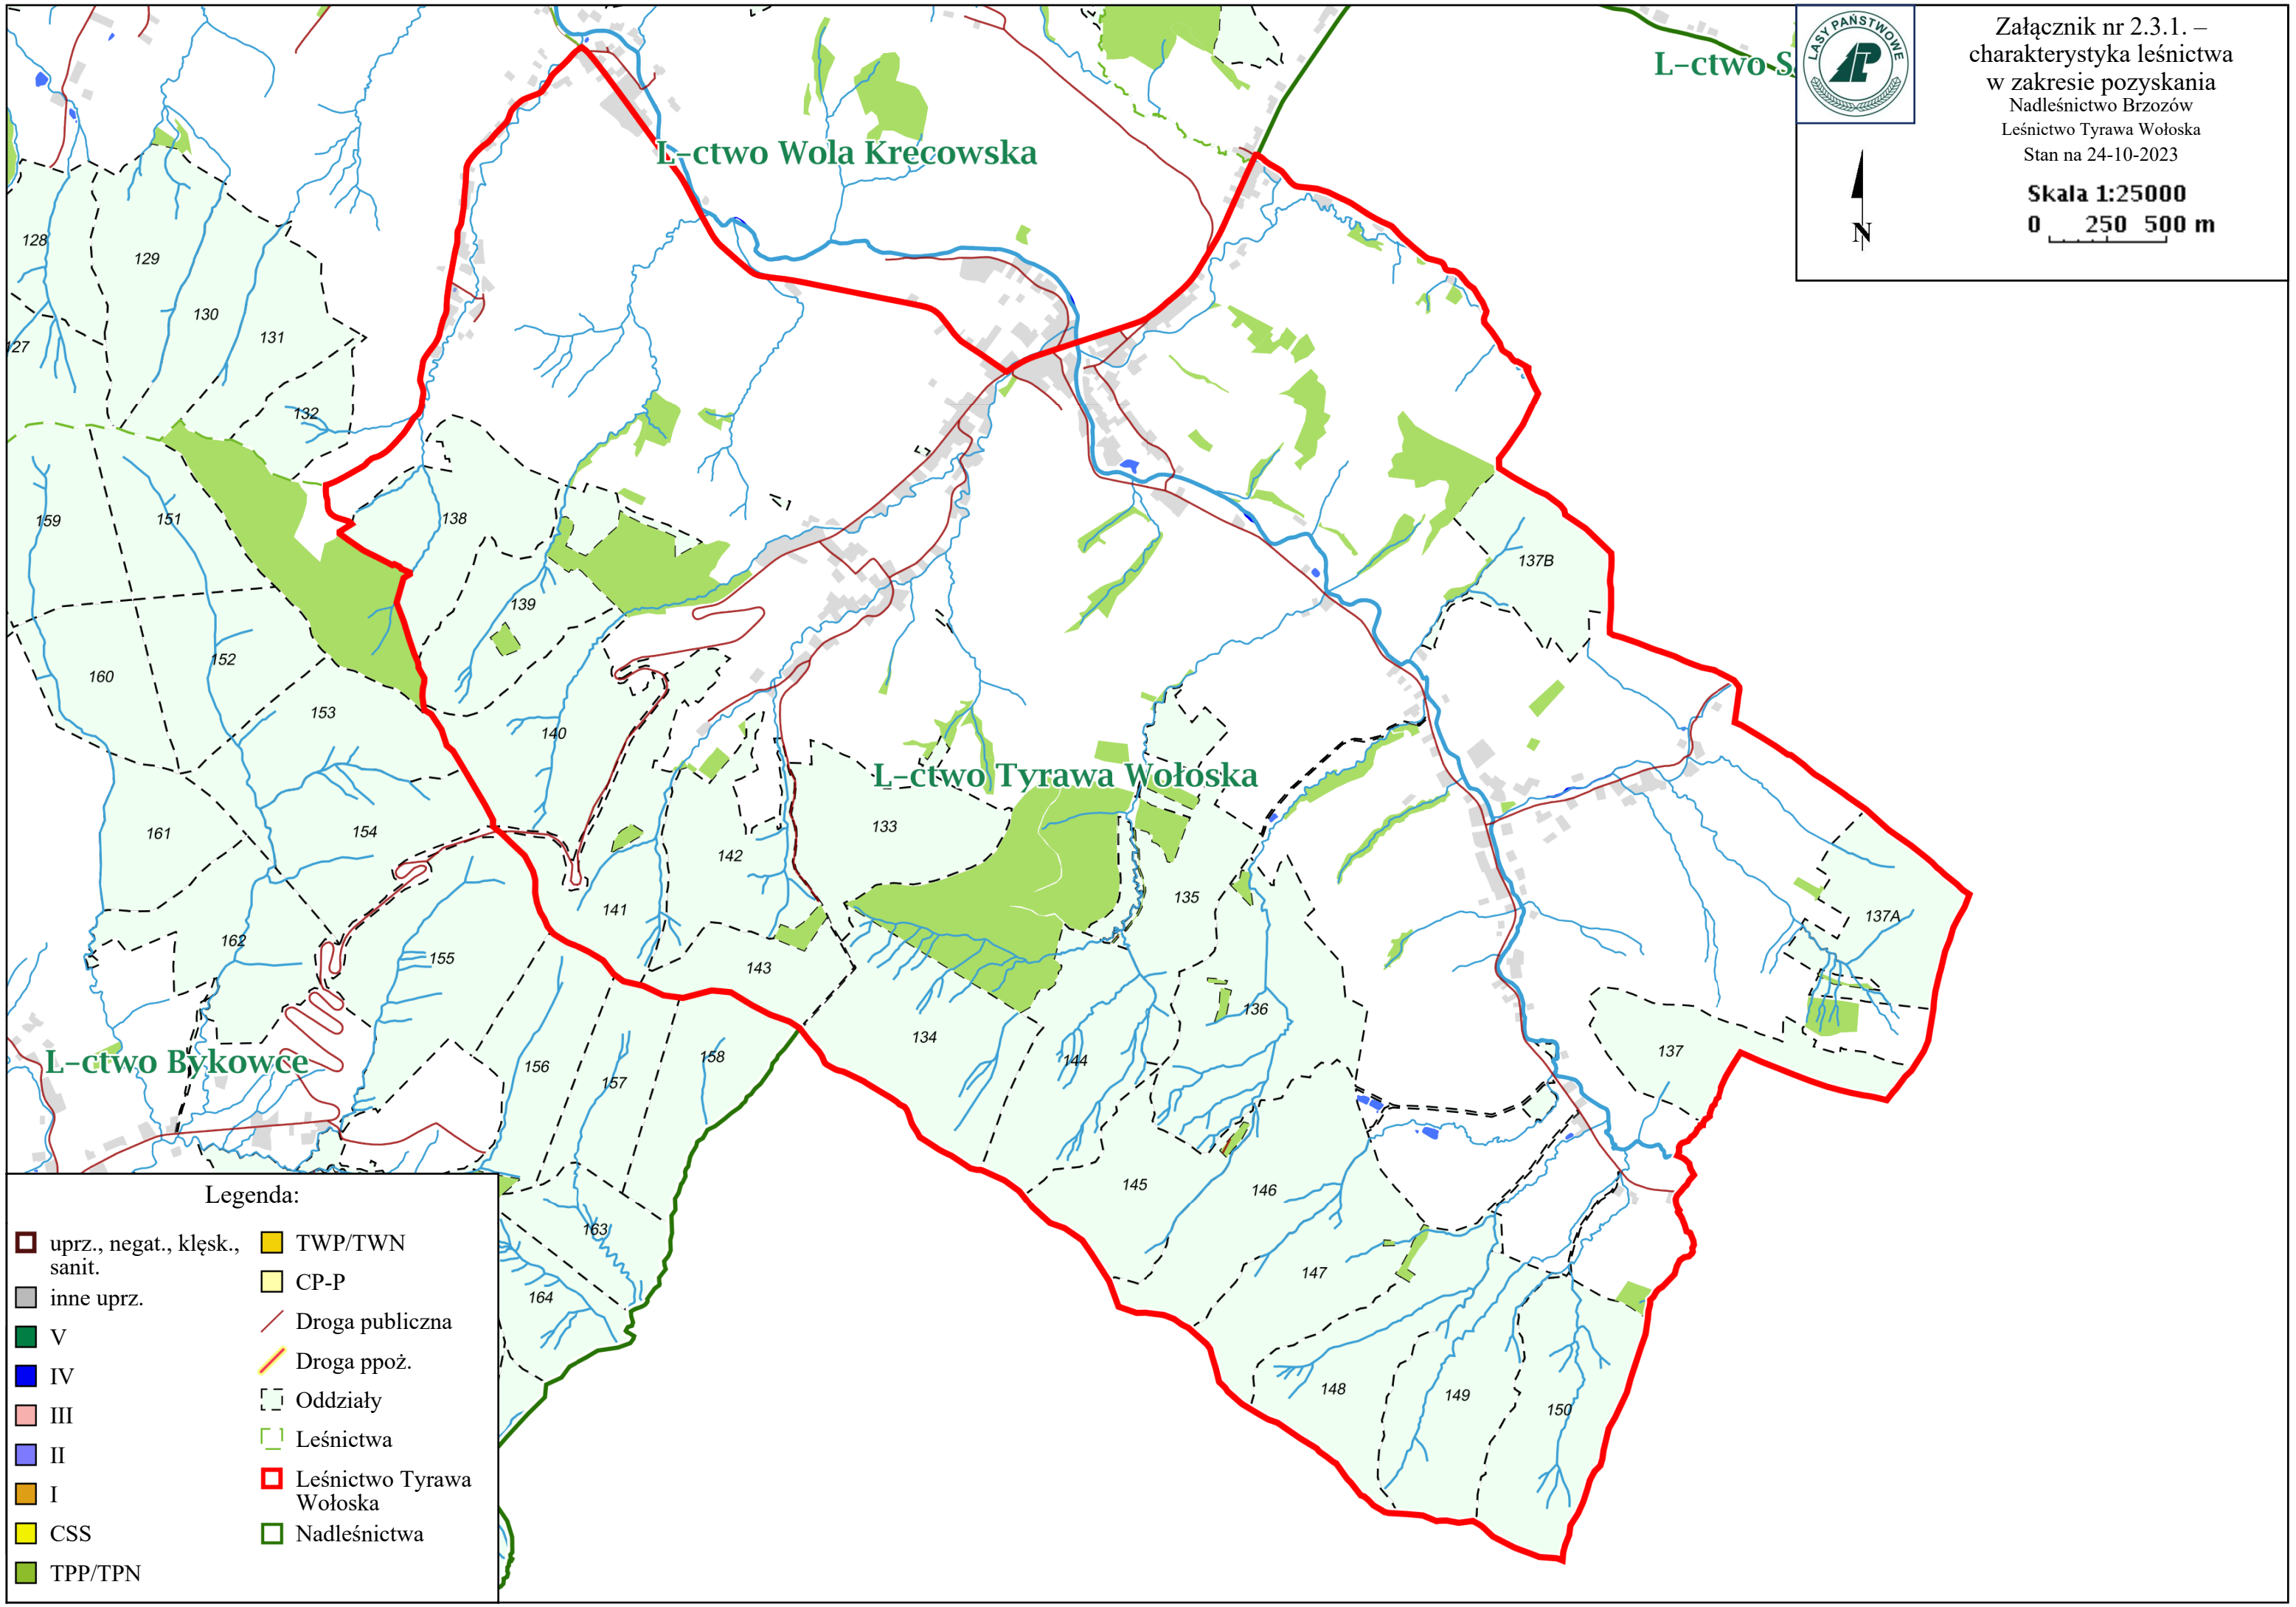 Załącznik nr 2.3.1. –
charakterystyka leśnictwa
w zakresie pozyskania
Nadleśnictwo Brzozów
Leśnictwo Tyrawa Wołoska
Stan na 24-10-2023
LASY PAŃSTWOWE
Skala 1:25000
0 250 500 m
N
L-ctwo S
L-ctwo Wola Krecowska
L-ctwo Tyrawa Wołoska
L-ctwo Bykowce
128
129
130
131
127
132
159
151
138
137B
139
160
152
153
140
161
154
133
142
141
135
137A
162
155
143
136
134
144
137
156
157
158
145
146
163
147
164
148
149
150
Legenda:
uprz., negat., klęsk.,
sanit.
inne uprz.
V
IV
III
II
I
CSS
TPP/TPN
TWP/TWN
CP-P
Droga publiczna
Droga ppoż.
Oddziały
Leśnictwa
Leśnictwo Tyrawa
Wołoska
Nadleśnictwa